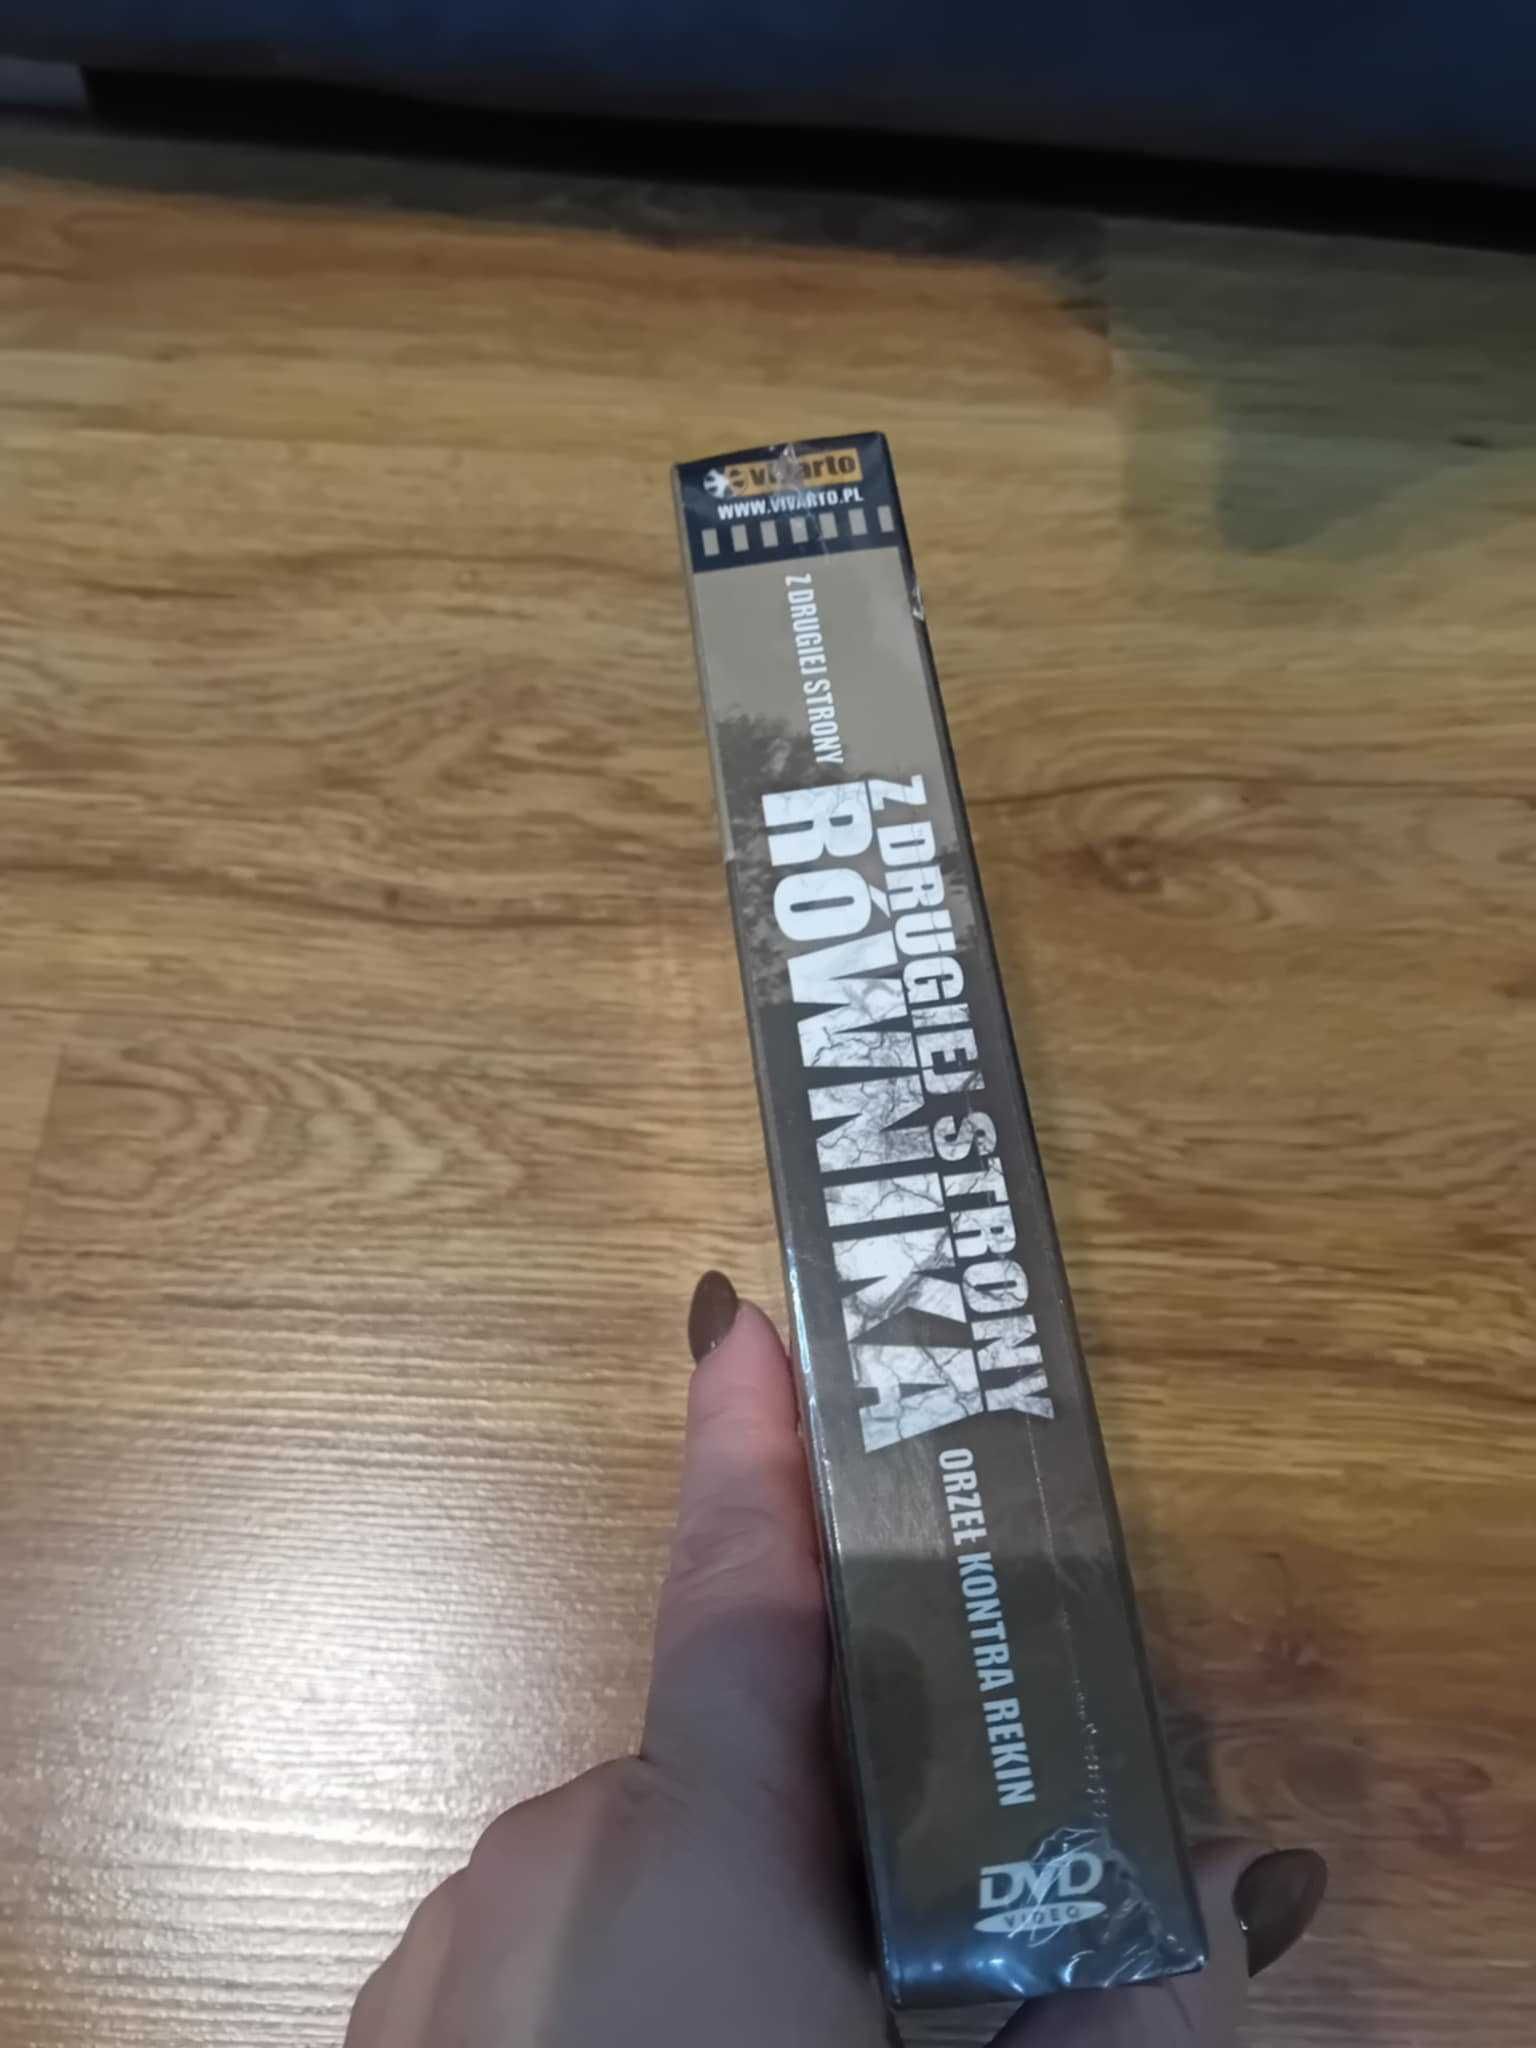 vivarto
WWW.VIVARTO.PL
Z DRUGIEJ STRONY
Z DRUGIEJ STRONY
RÓWNIKA
ORZEŁ KONTRA REKIN
DVD
VIDEO